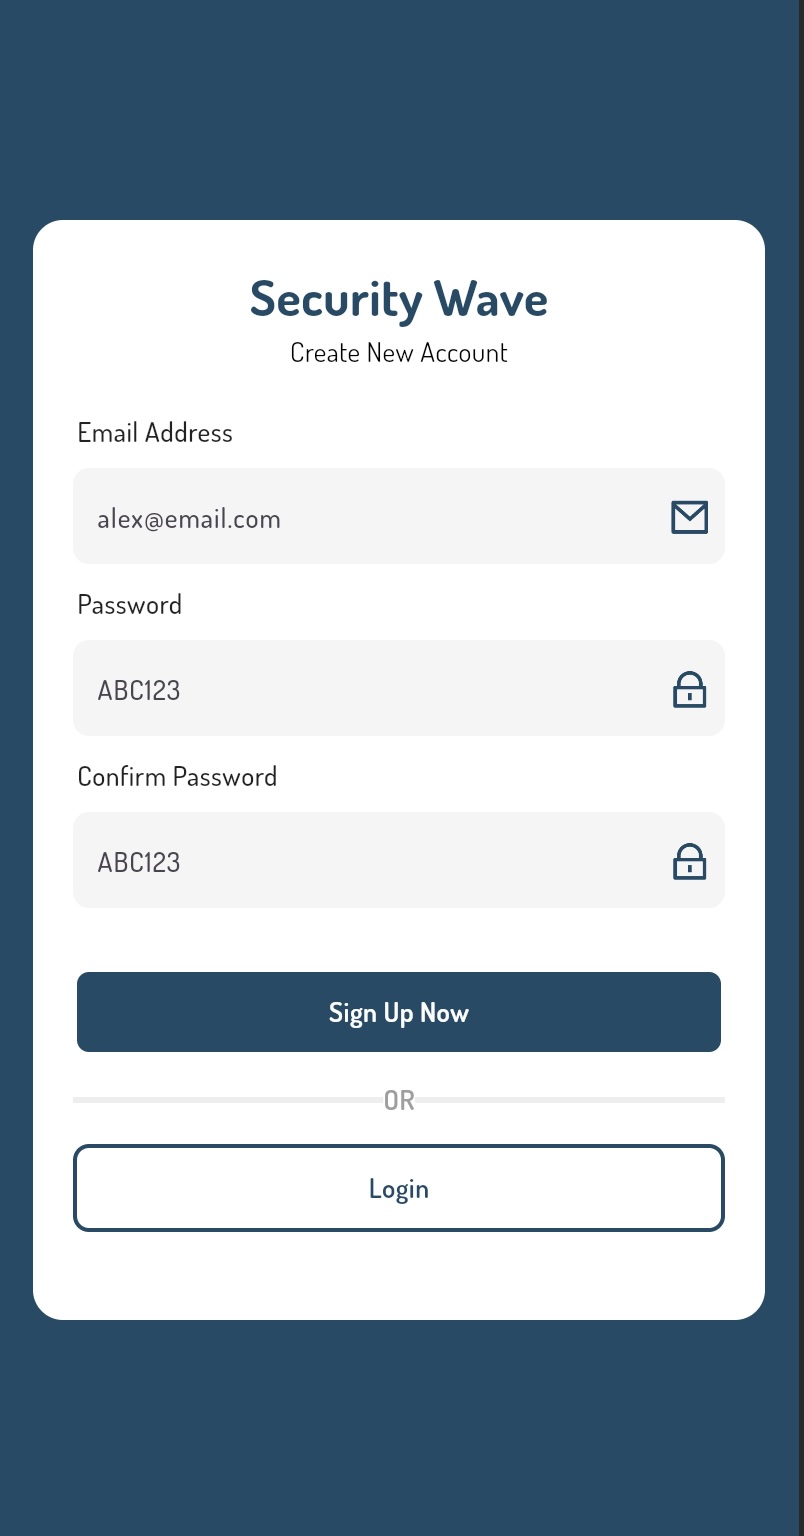 Security Wave
Create New Account
Email Address
alex@email.com
Password
ABC123
Confirm Password
ABC123
Sign Up Now
OR
Login